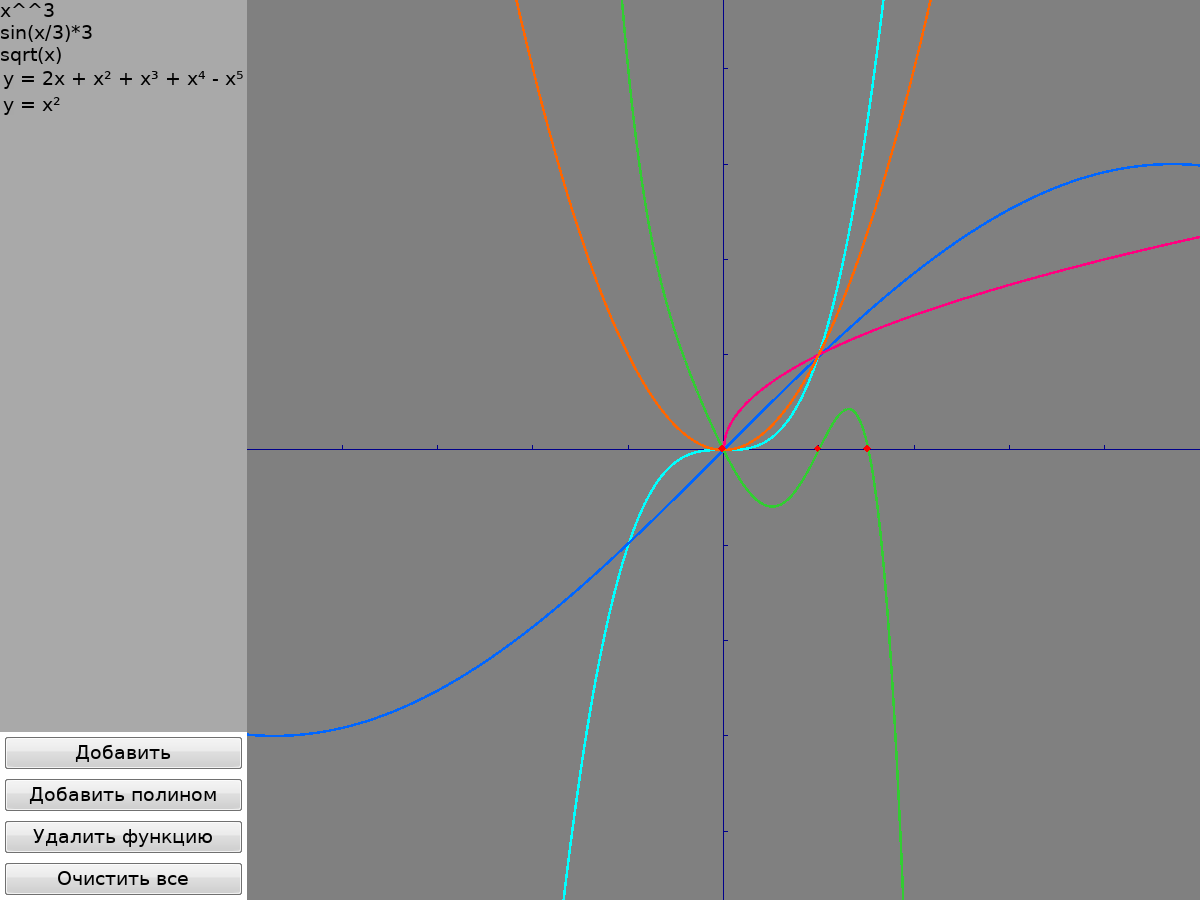 x^^3
sin(x/3)*3
sqrt(x)
y = 2x + x² + x³ + x⁴ - x⁵
y = x²
Добавить
Добавить полином
Удалить функцию
Очистить все